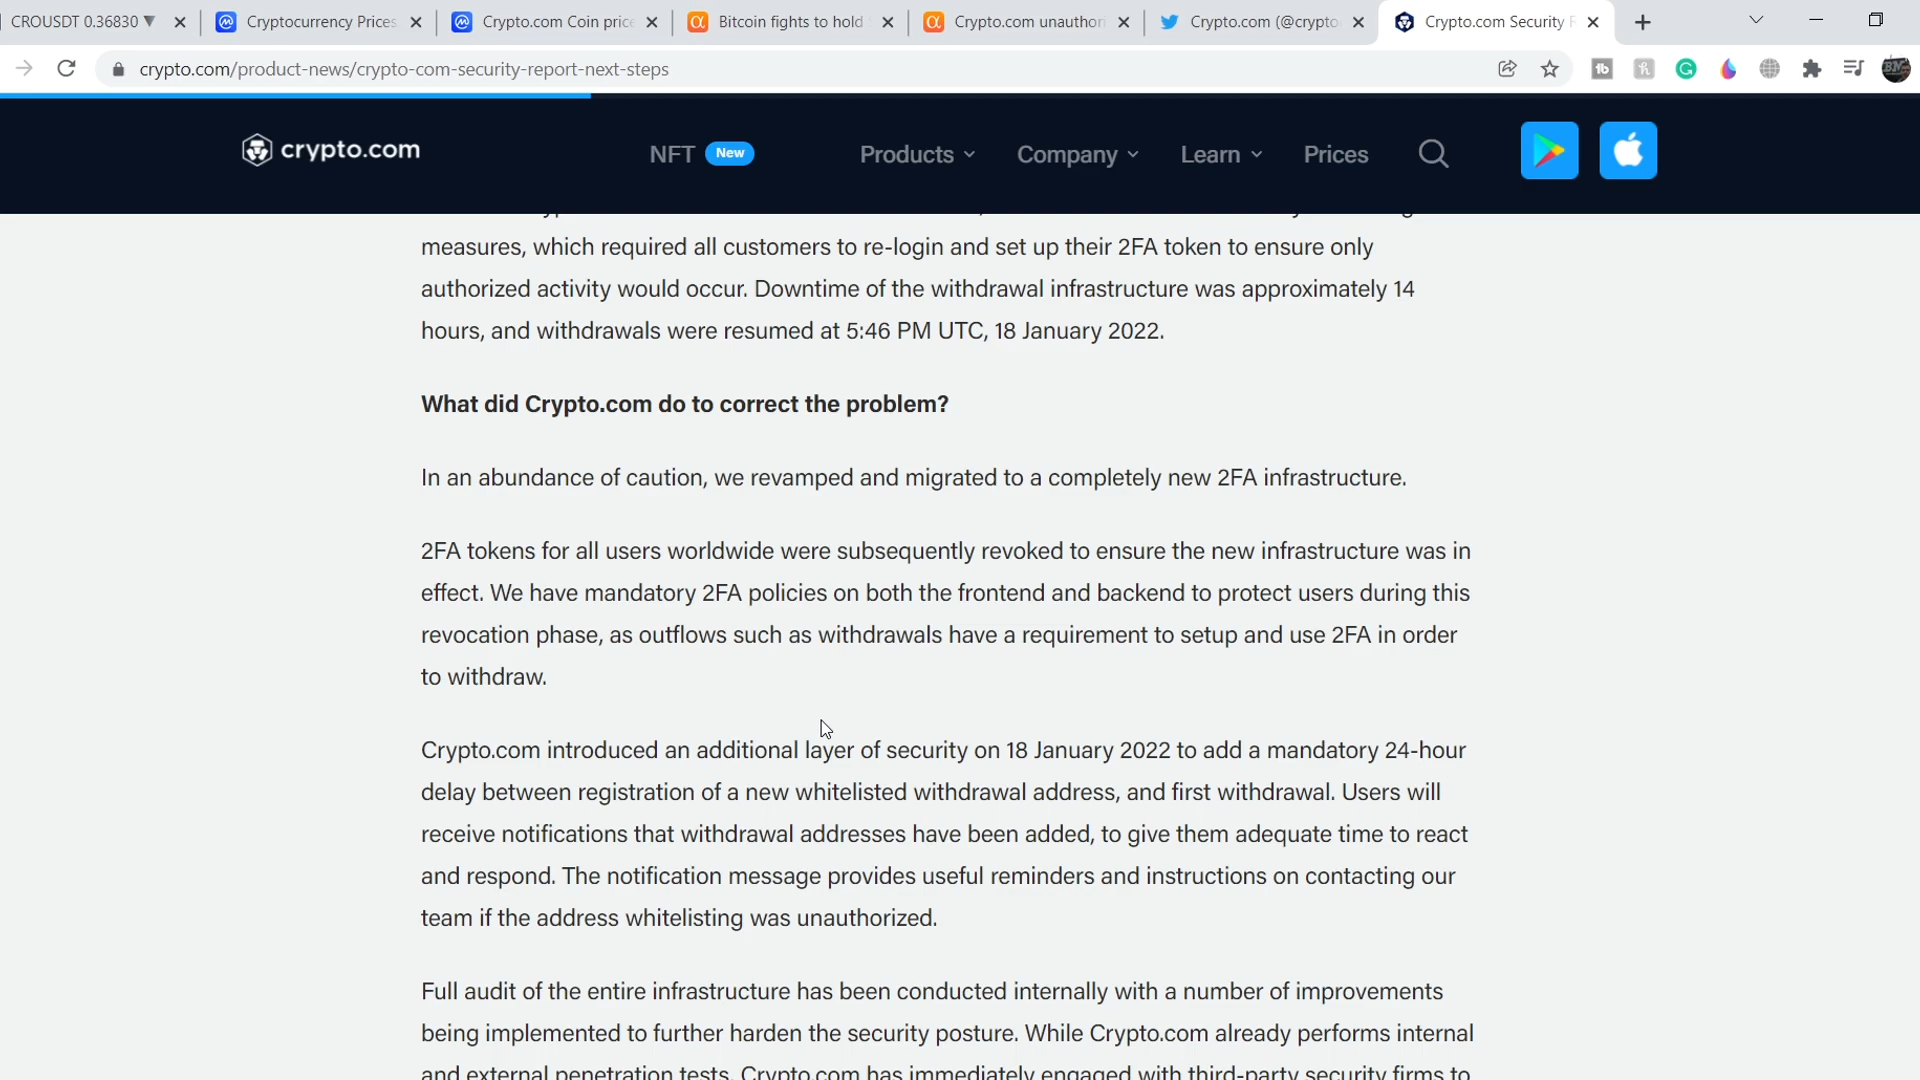 CROUSDT 0.36830 ▼
Cryptocurrency Prices
Crypto.com Coin price
Bitcoin fights to hold
Crypto.com unauthori
Crypto.com (@crypto
Crypto.com Security R
crypto.com/product-news/crypto-com-security-report-next-steps
crypto.com
NFT New
Products
Company
Learn
Prices
measures, which required all customers to re-login and set up their 2FA token to ensure only
authorized activity would occur. Downtime of the withdrawal infrastructure was approximately 14
hours, and withdrawals were resumed at 5:46 PM UTC, 18 January 2022.
What did Crypto.com do to correct the problem?
In an abundance of caution, we revamped and migrated to a completely new 2FA infrastructure.
2FA tokens for all users worldwide were subsequently revoked to ensure the new infrastructure was in
effect. We have mandatory 2FA policies on both the frontend and backend to protect users during this
revocation phase, as outflows such as withdrawals have a requirement to setup and use 2FA in order
to withdraw.
Crypto.com introduced an additional layer of security on 18 January 2022 to add a mandatory 24-hour
delay between registration of a new whitelisted withdrawal address, and first withdrawal. Users will
receive notifications that withdrawal addresses have been added, to give them adequate time to react
and respond. The notification message provides useful reminders and instructions on contacting our
team if the address whitelisting was unauthorized.
Full audit of the entire infrastructure has been conducted internally with a number of improvements
being implemented to further harden the security posture. While Crypto.com already performs internal
and external penetration tests, Crypto.com has immediately engaged with third-party security firms to